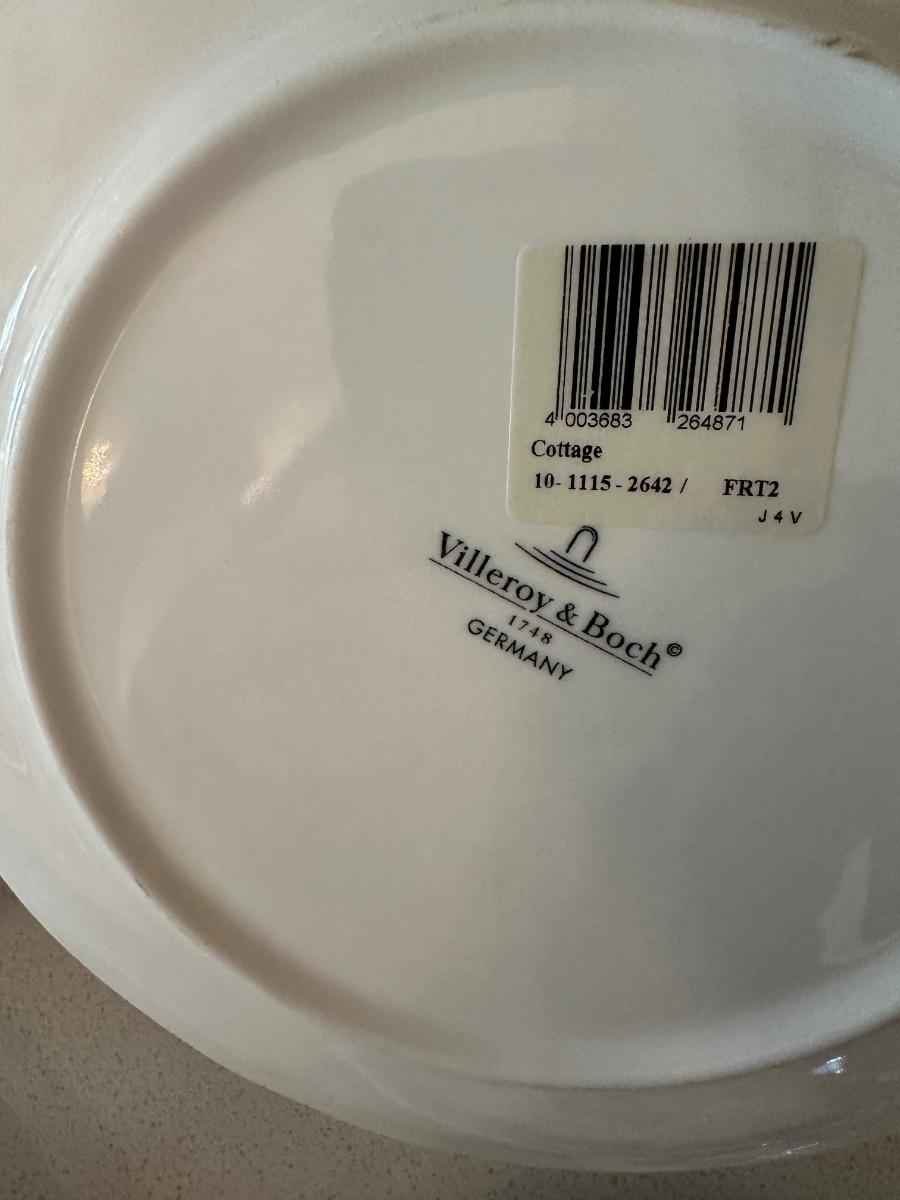 4 003683 264871
Cottage
10- 1115 - 2642 / FRT2
J 4 V
Villeroy & Boch©
1748
GERMANY